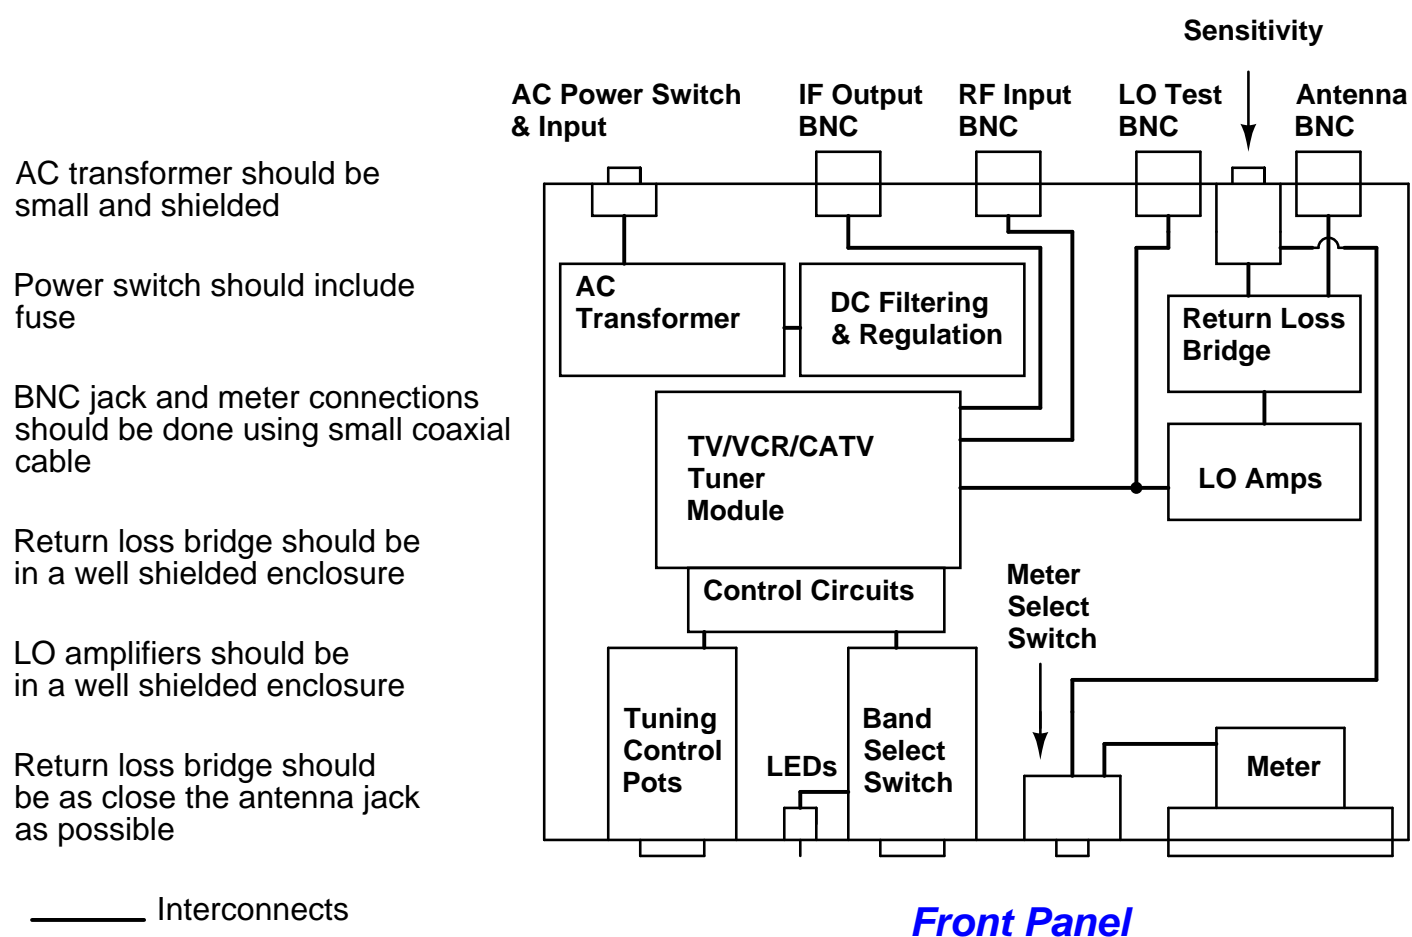 Sensitivity
AC Power Switch
& Input
IF Output
BNC
RF Input
BNC
LO Test
BNC
Antenna
BNC
AC transformer should be
small and shielded
Power switch should include
fuse
BNC jack and meter connections
should be done using small coaxial
cable
Return loss bridge should be
in a well shielded enclosure
LO amplifiers should be
in a well shielded enclosure
Return loss bridge should
be as close the antenna jack
as possible
Interconnects
AC
Transformer
DC Filtering
& Regulation
Return Loss
Bridge
TV/VCR/CATV
Tuner
Module
LO Amps
Control Circuits
Meter
Select
Switch
Tuning
Control
Pots
LEDs
Band
Select
Switch
Meter
Front Panel